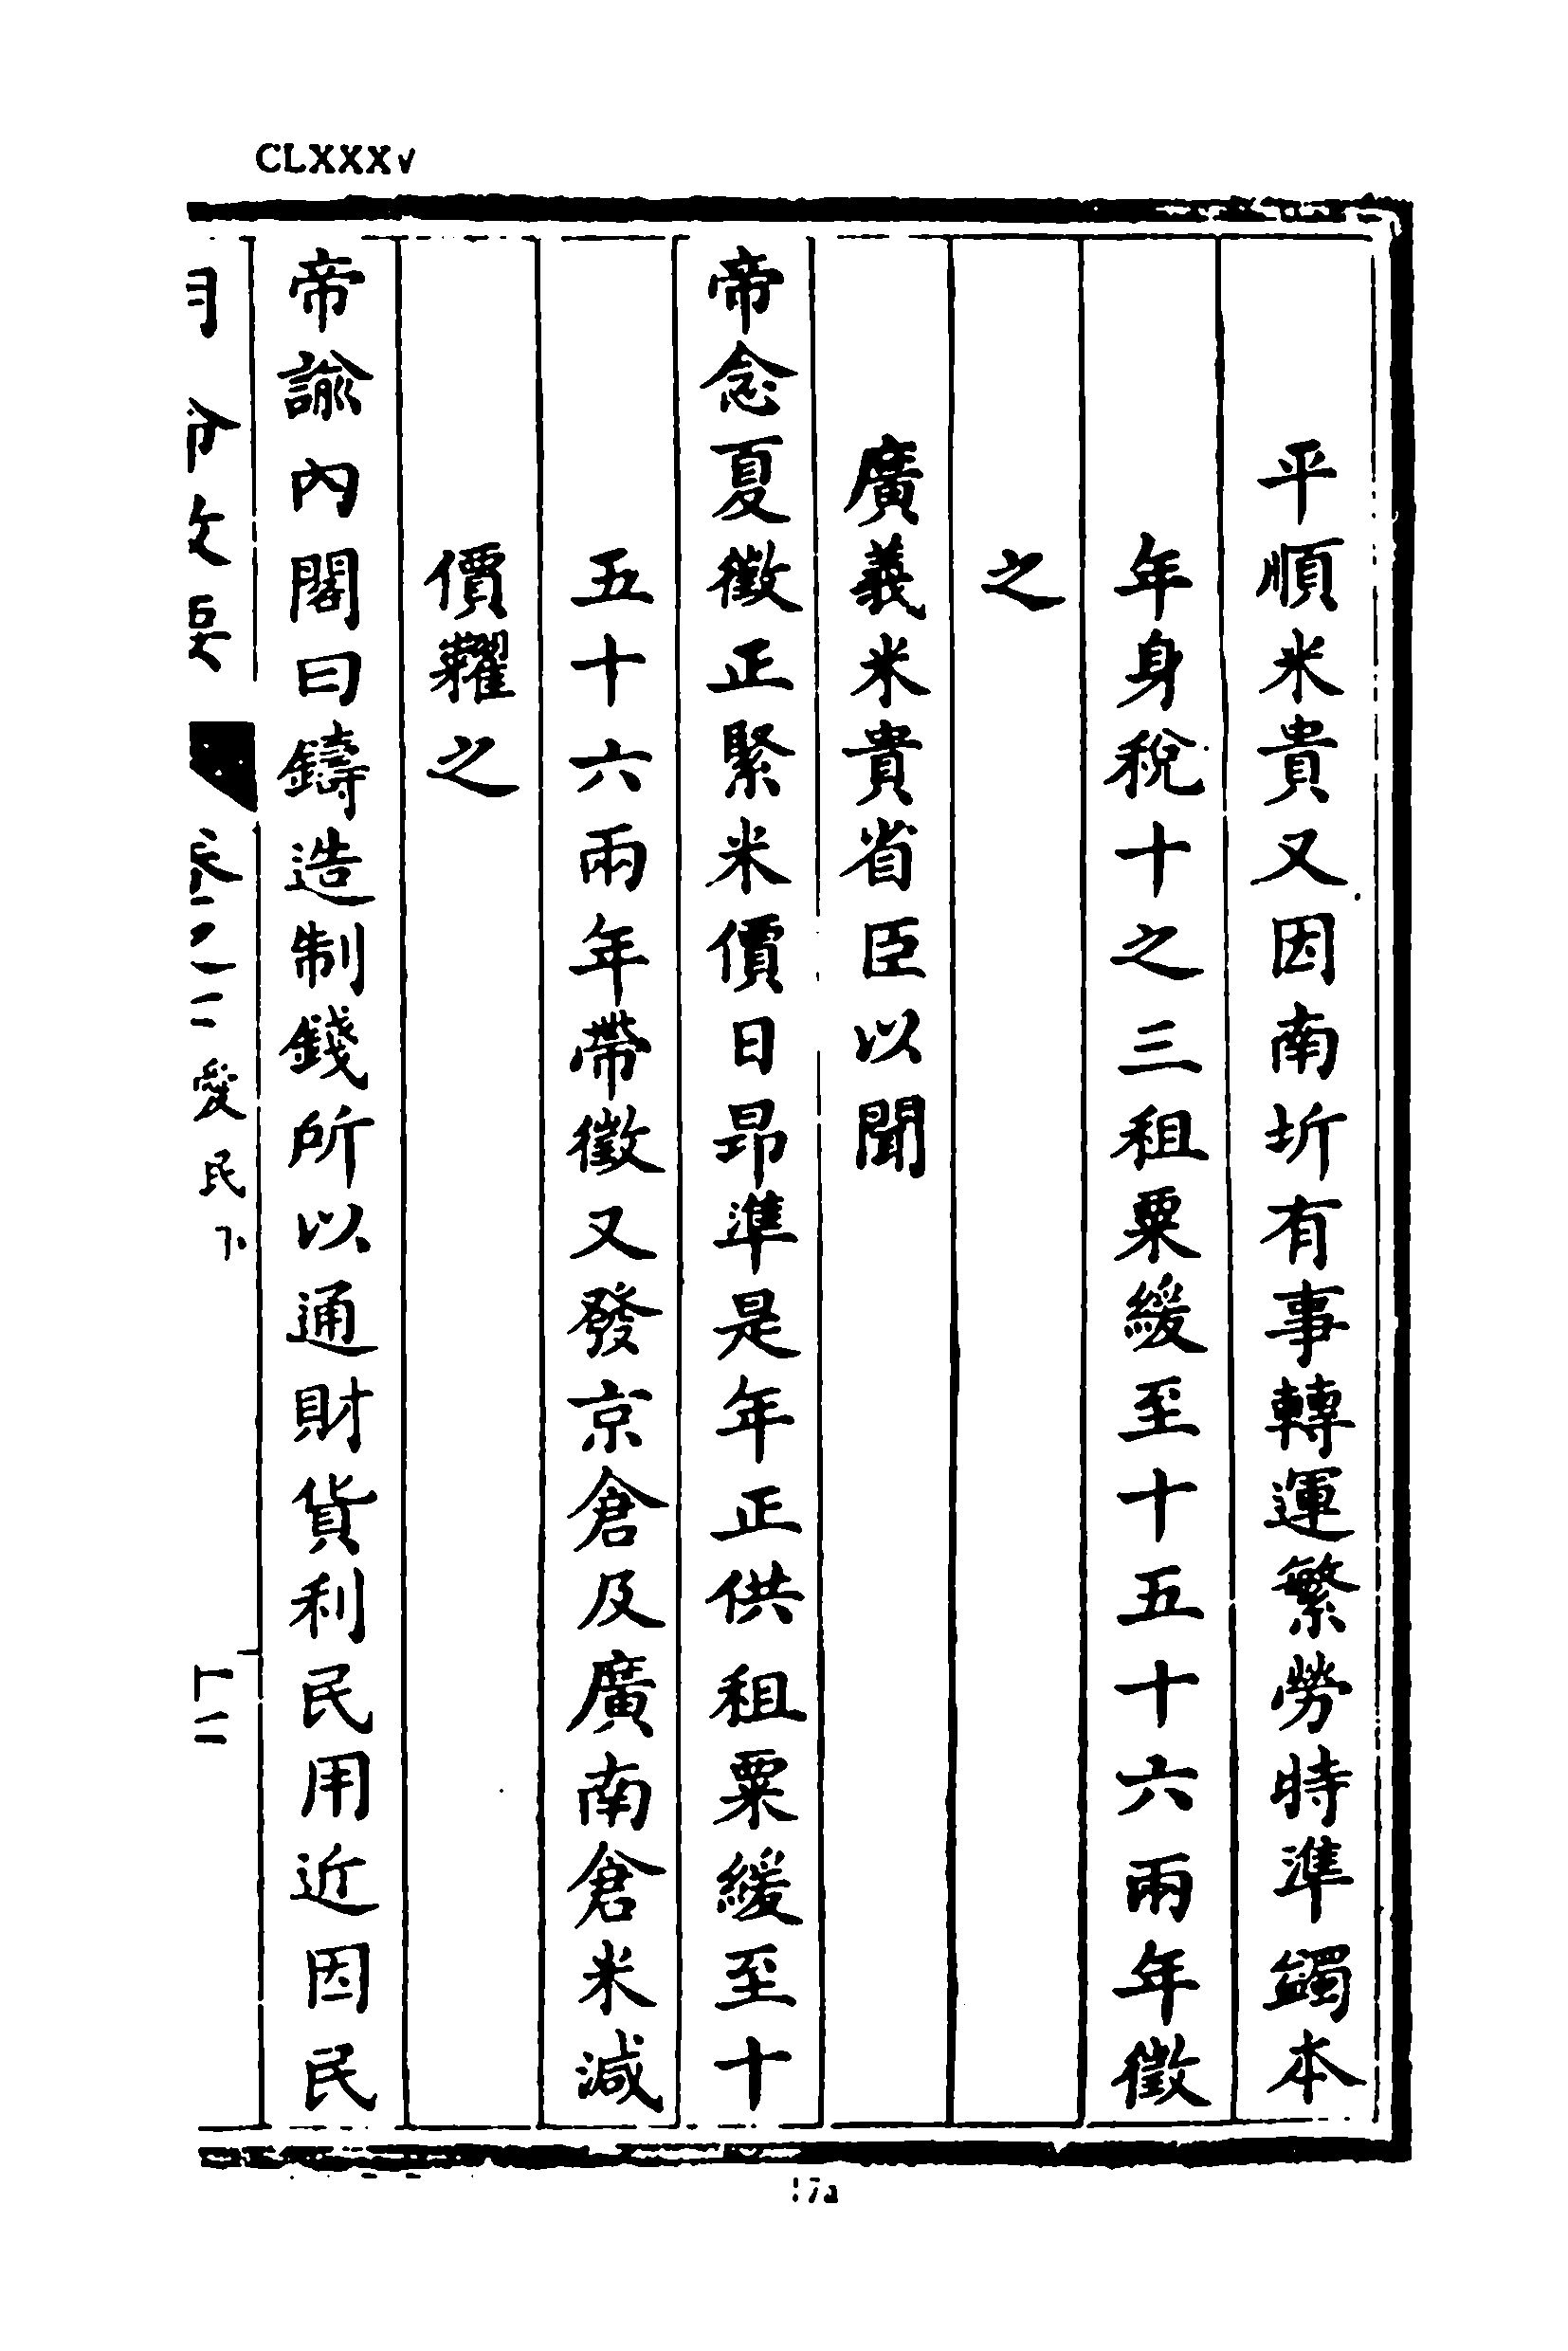 CLXXXV
平順米貴又因南圻有事轉運繁勞時準蠲本
年身稅十之三租粟緩至十五十六兩年徵
之
廣義米貴省臣以聞
帝念夏徵正緊米價日昂準是年正供租粟緩至十
五十六兩年帶徵又發京倉及廣南倉米減
價糶之
帝諭內閣曰鑄造制錢所以通財貨利民用近因民
愛民下
17a